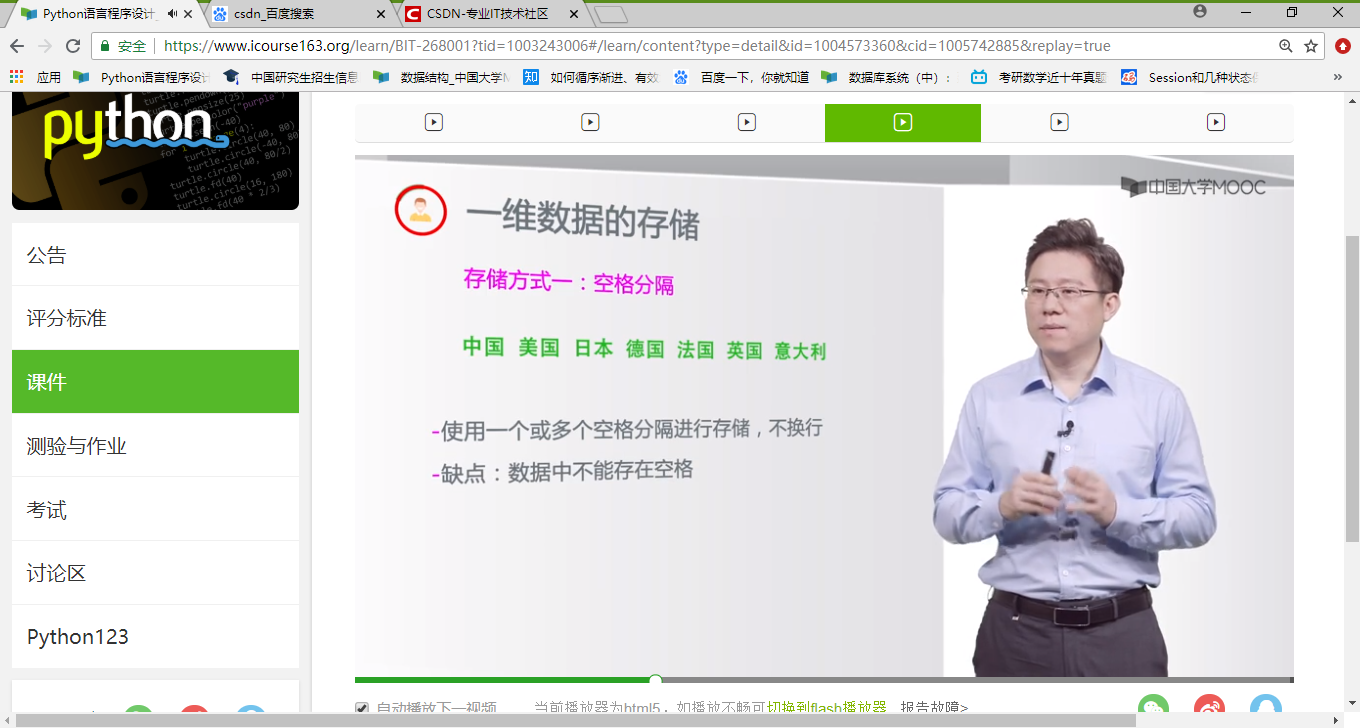 Python语言程序设计_
csdn_百度搜索
CSDN-专业IT技术社区
安全
https://www.icourse163.org/learn/BIT-268001?tid=1003243006#/learn/content?type=detail&id=1004573360&cid=1005742885&replay=true
应用
Python语言程序设计
中国研究生招生信息
数据结构_中国大学M
知
如何循序渐进、有效
百度一下,你就知道
数据库系统(中):
考研数学近十年真题
Session和几种状态
»
python
中国大学MOOC
一维数据的存储
存储方式一:空格分隔
中国 美国 日本 德国 法国 英国 意大利
-使用一个或多个空格分隔进行存储,不换行
-缺点:数据中不能存在空格
公告
评分标准
课件
测验与作业
考试
讨论区
Python123
自动播放下一视频
当前播放器为html5,如播放不畅可切换到flash播放器
报告故障>